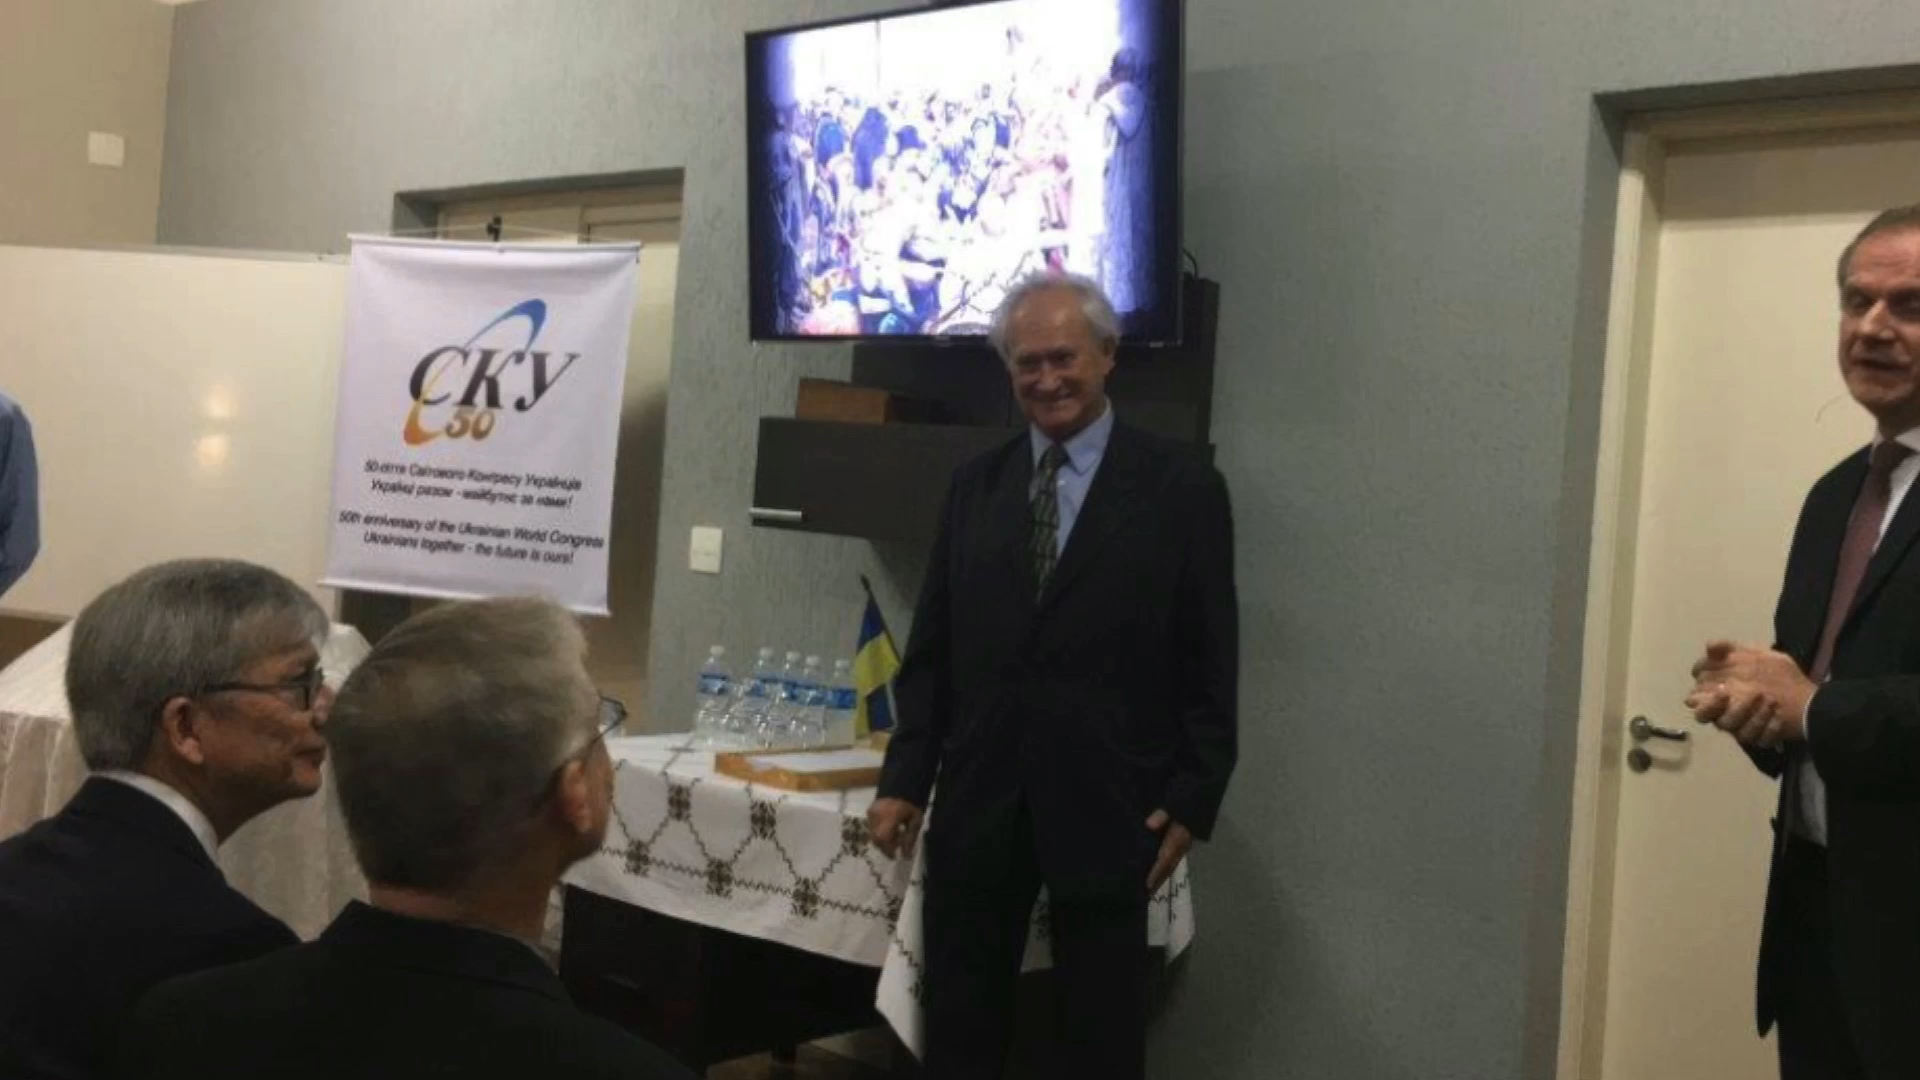 СКУ
50
50-ліття Світового Конґресу Українців
Українці разом - майбутнє за нами!
50th anniversary of the Ukrainian World Congress
Ukrainians together - the future is ours!